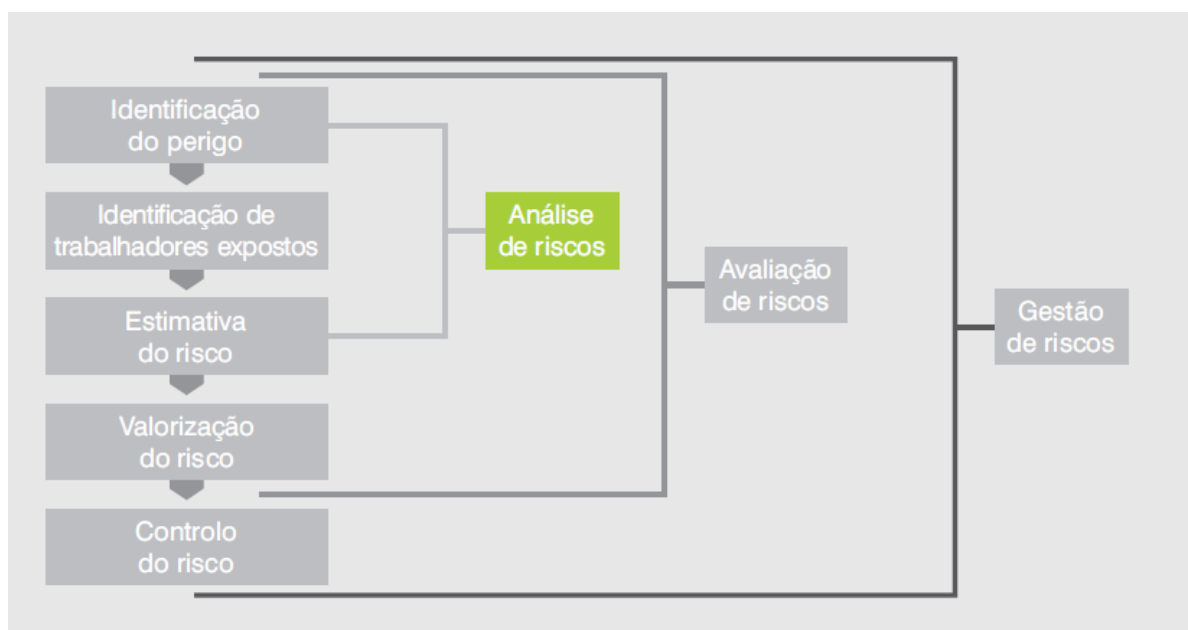 Identificação
do perigo
Identificação de
trabalhadores expostos
Estimativa
do risco
Valorização
do risco
Controlo
do risco
Análise
de riscos
Avaliação
de riscos
Gestão
de riscos